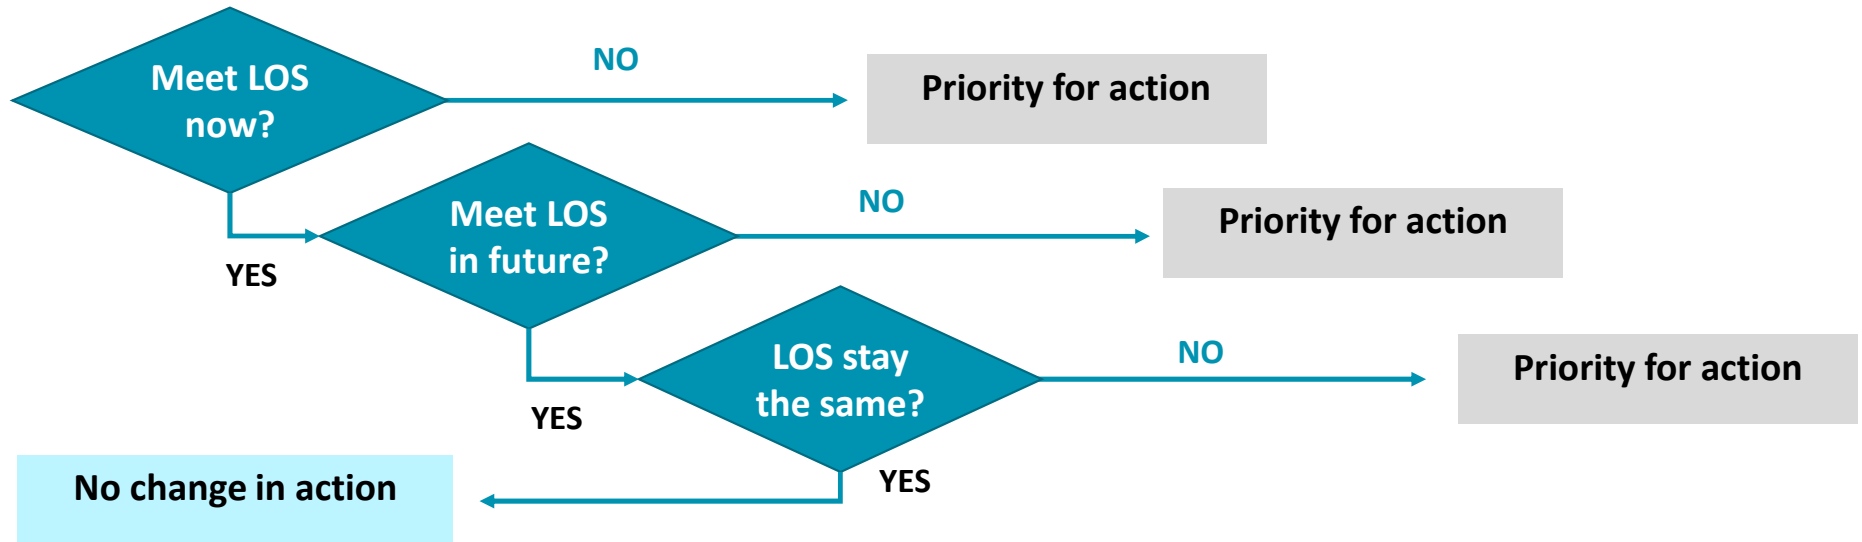 Meet LOS
now?
NO
Priority for action
YES
Meet LOS
in future?
NO
Priority for action
YES
LOS stay
the same?
NO
Priority for action
YES
No change in action